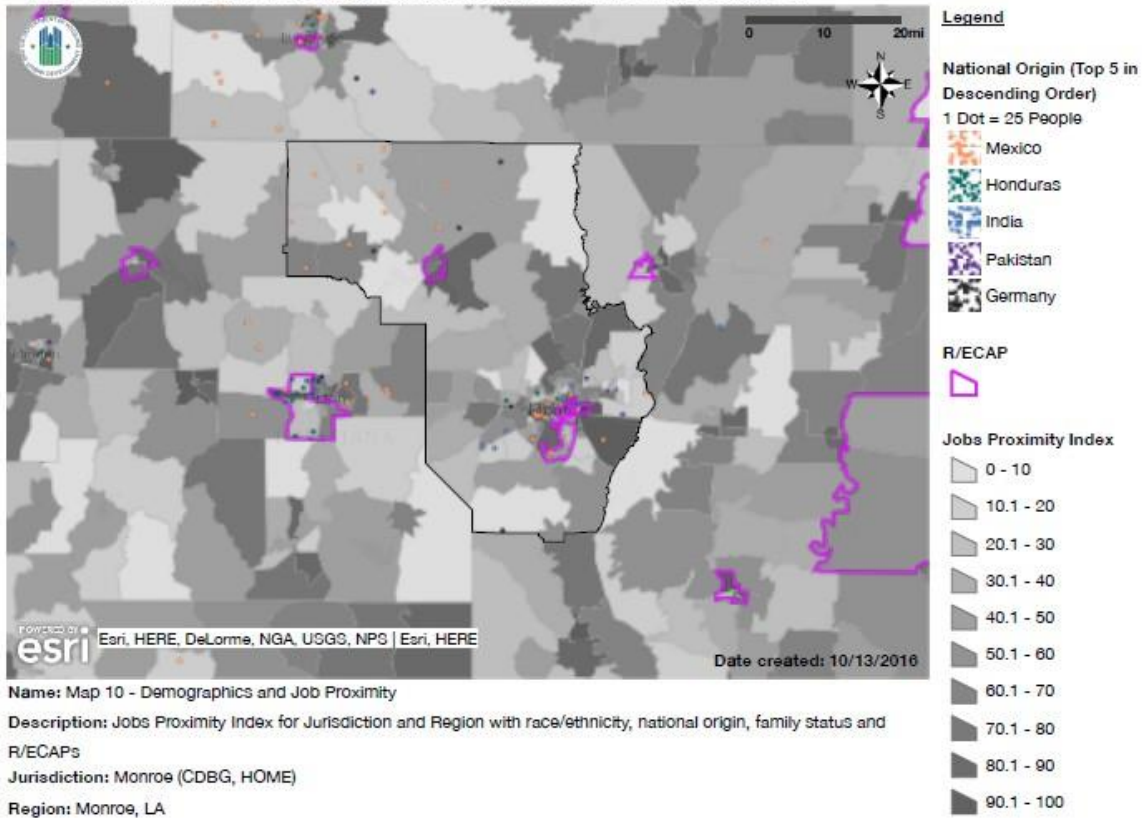 0 10 20mi
N
W E
S
POWERED BY
esri
Esri, HERE, DeLorme, NGA, USGS, NPS | Esri, HERE
Date created: 10/13/2016
Name: Map 10 - Demographics and Job Proximity
Description: Jobs Proximity Index for Jurisdiction and Region with race/ethnicity, national origin, family status and
R/ECAPs
Jurisdiction: Monroe (CDBG, HOME)
Region: Monroe, LA
Legend
National Origin (Top 5 in
Descending Order)
1 Dot = 25 People
Mexico
Honduras
India
Pakistan
Germany
R/ECAP
Jobs Proximity Index
0 - 10
10.1 - 20
20.1 - 30
30.1 - 40
40.1 - 50
50.1 - 60
60.1 - 70
70.1 - 80
80.1 - 90
90.1 - 100